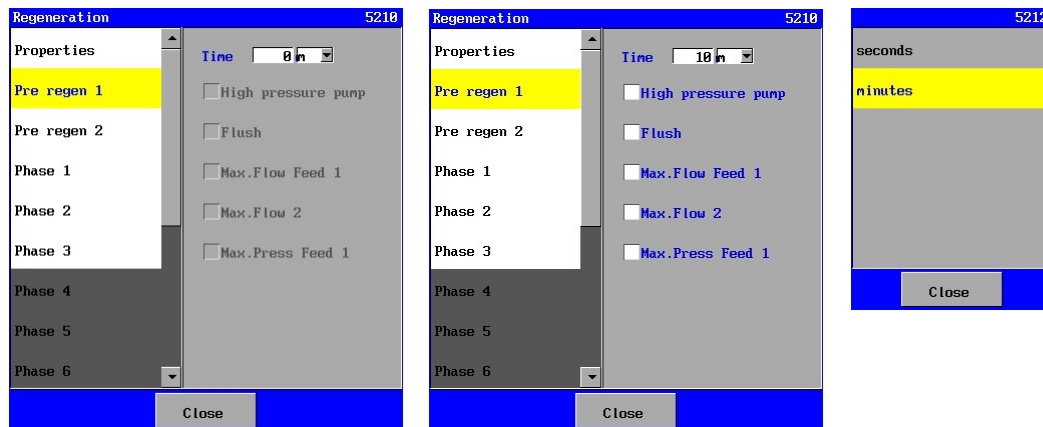 Regeneration 5210
Properties
Time 0 m
Pre regen 1
High pressure pump
Pre regen 2
Flush
Phase 1
Max.Flow Feed 1
Phase 2
Max.Flow 2
Phase 3
Max.Press Feed 1
Phase 4
Phase 5
Phase 6
Close
Regeneration 5210
Properties
Time 10 m
Pre regen 1
High pressure pump
Pre regen 2
Flush
Phase 1
Max.Flow Feed 1
Phase 2
Max.Flow 2
Phase 3
Max.Press Feed 1
Phase 4
Phase 5
Phase 6
Close
5212
seconds
minutes
Close